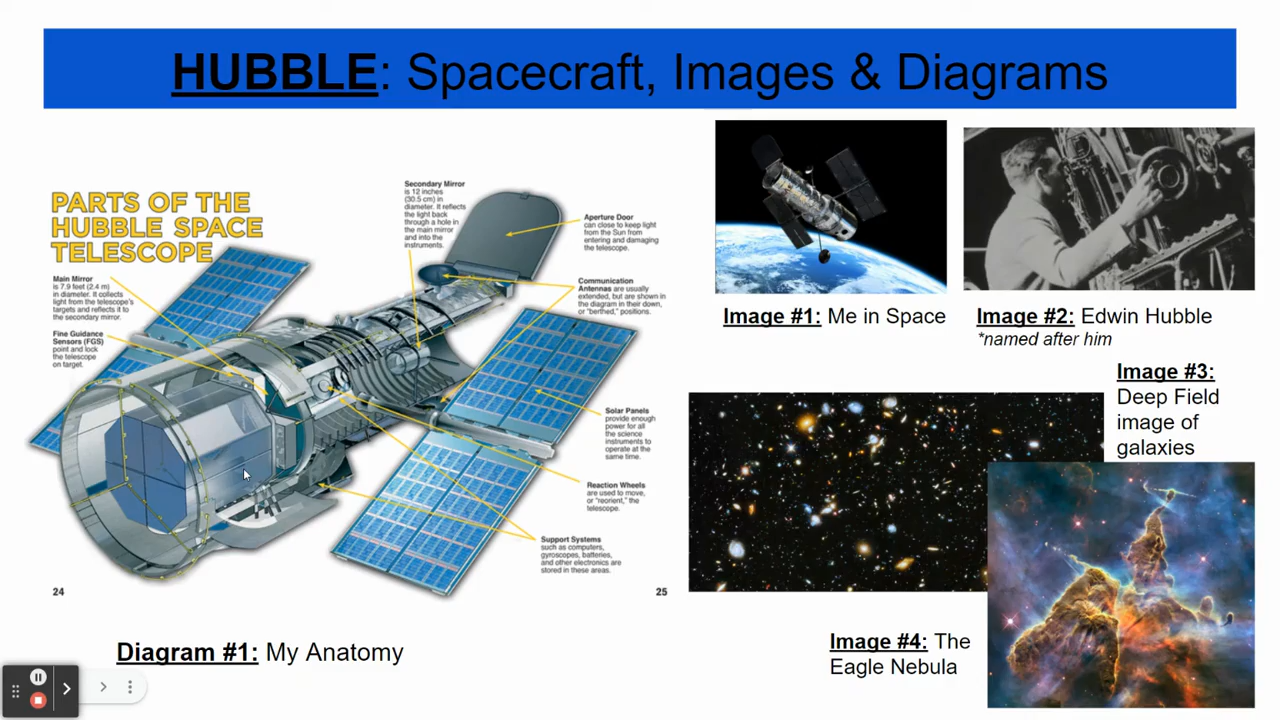 HUBBLE: Spacecraft, Images & Diagrams
PARTS OF THE
HUBBLE SPACE
TELESCOPE
Main Mirror
is 7.9 feet (2.4 m)
in diameter. It collects
light from the telescope's
targets and reflects it to
the secondary mirror.
Fine Guidance
Sensors (FGS)
point and lock
the telescope
on target.
Secondary Mirror
is 12 inches
(30.5 cm) in
diameter. It reflects
the light back
through a hole in
the main mirror
and into the
instruments.
Aperture Door
can close to keep light
from the Sun from
entering and damaging
the telescope.
Communication
Antennas are usually
extended, but are shown
in the diagram in their down,
or "berthed," positions.
Solar Panels
provide enough
power for all
the science
instruments to
operate at the
same time.
Reaction Wheels
are used to move,
or "reorient," the
telescope.
Support Systems
such as computers,
gyroscopes, batteries,
and other electronics are
stored in these areas.
24
25
Diagram #1: My Anatomy
Image #1: Me in Space
Image #2: Edwin Hubble
*named after him
Image #3:
Deep Field
image of
galaxies
Image #4: The
Eagle Nebula